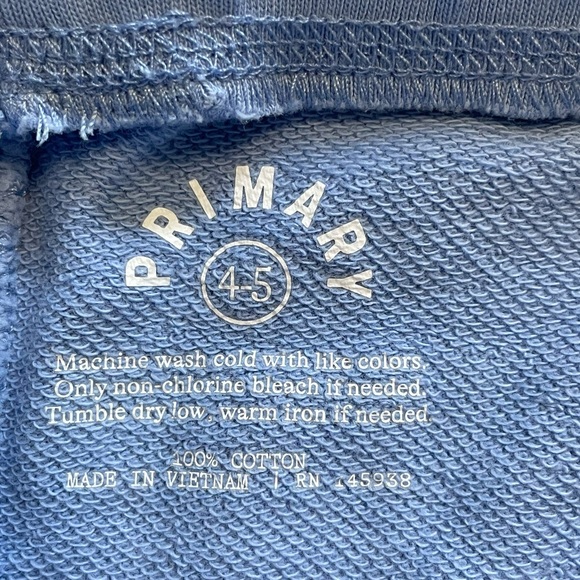 PRIMARY
4-5
Machine wash cold with like colors.
Only non-chlorine bleach if needed.
Tumble dry low, warm iron if needed.
100% COTTON
MADE IN VIETNAM | RN 145938